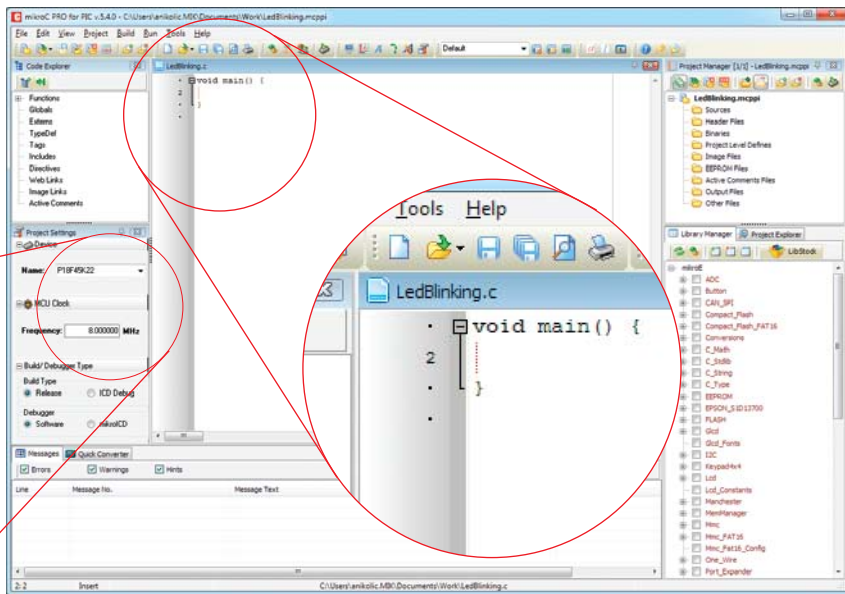 mikroC PRO for PIC v.5.4.0 - C:\Users\anikolic.MIK\Documents\Work\LedBlinking.mcppi
File Edit View Project Build Run Tools Help
Default
Code Explorer
Functions
Globals
Externs
TypeDef
Tags
Includes
Directives
Web Links
Image Links
Active Comments
Project Settings
Device
Name: P18F45K22
MCU Clock
Frequency: 8.000000 MHz
Build/ Debugger Type
Build Type
Release ICD Debug
Debugger
Software mikroICD
LedBlinking.c
void main() {
2
}
Tools Help
LedBlinking.c
void main() {
2
}
Project Manager [1/1] - LedBlinking.mcppi
LedBlinking.mcppi
Sources
Header Files
Binaries
Project Level Defines
Image Files
EEPROM Files
Active Comments Files
Output Files
Other Files
Library Manager Project Explorer
LibStock
mikroE
ADC
Button
CAN_SPI
Compact_Flash
Compact_Flash_FAT16
Conversions
C_Math
C_Stdlib
C_String
C_Type
EEPROM
EPSON_S1D13700
FLASH
Glcd
Glcd_Fonts
I2C
Keypad4x4
Lcd
Lcd_Constants
Manchester
MemManager
Mmc
Mmc_FAT16
Mmc_Fat16_Config
One_Wire
Port_Expander
Messages Quick Converter
Errors Warnings Hints
Line Message No. Message Text
2:2 Insert C:\Users\anikolic.MIK\Documents\Work\LedBlinking.c